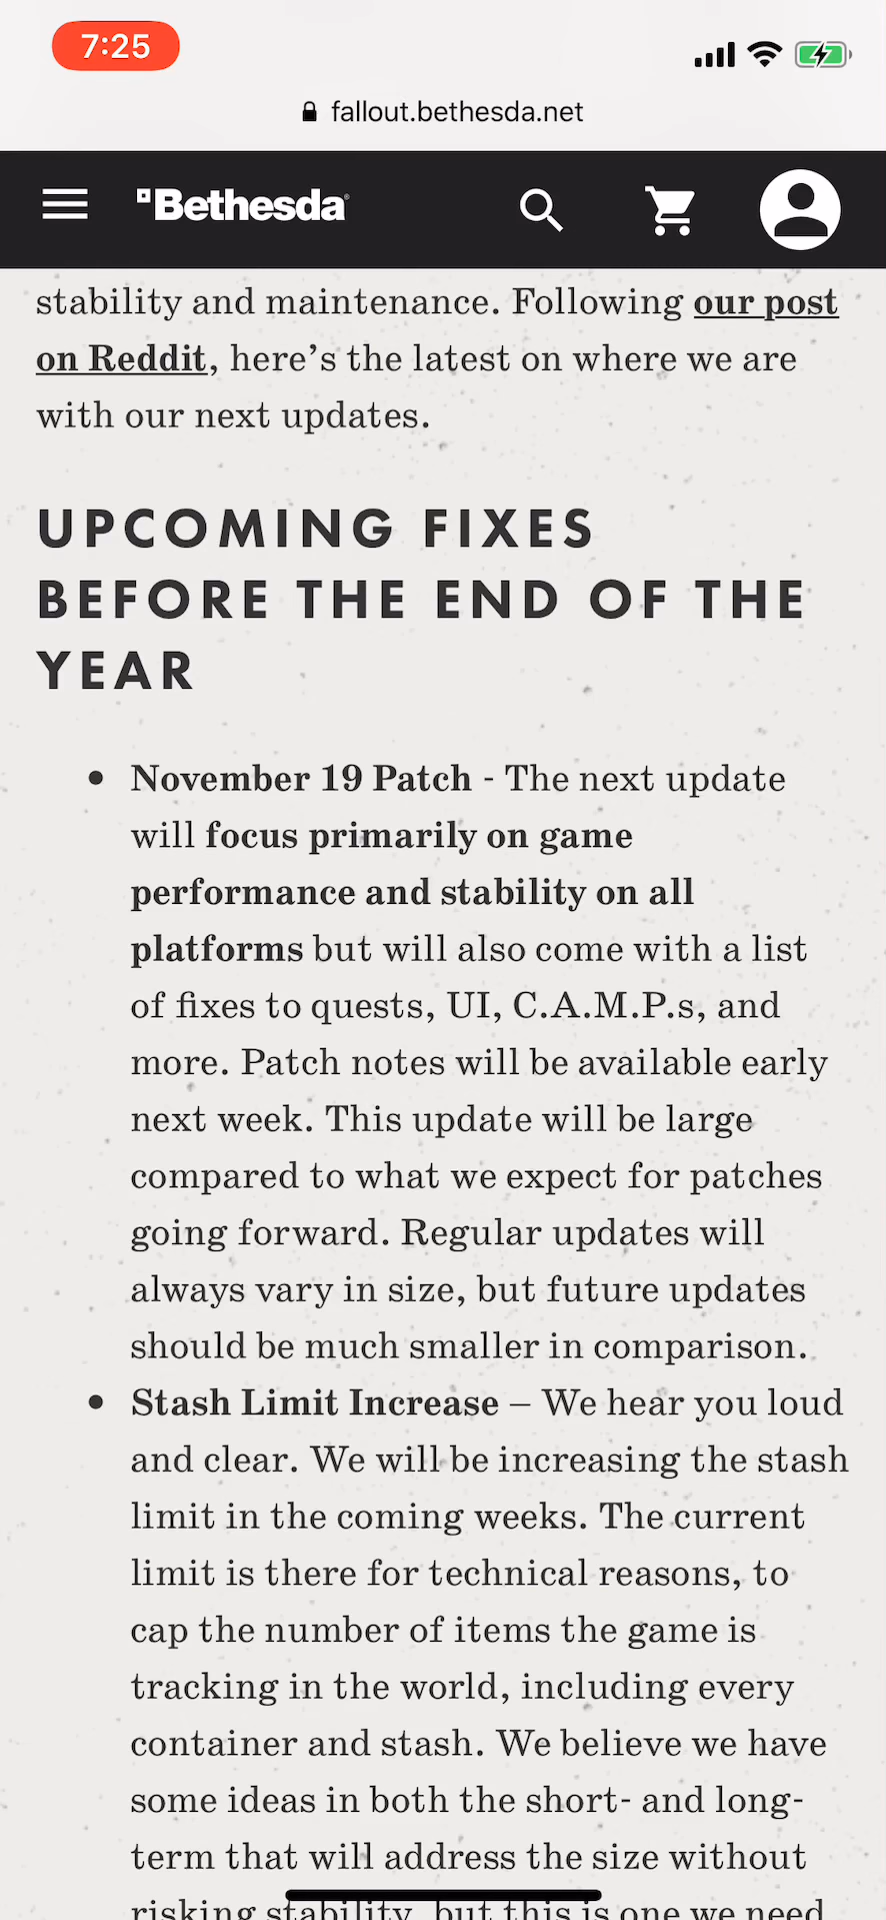 7:25
fallout.bethesda.net
Bethesda
stability and maintenance. Following our post
on Reddit, here’s the latest on where we are
with our next updates.
UPCOMING FIXES
BEFORE THE END OF THE
YEAR
• November 19 Patch - The next update
will focus primarily on game
performance and stability on all
platforms but will also come with a list
of fixes to quests, UI, C.A.M.P.s, and
more. Patch notes will be available early
next week. This update will be large
compared to what we expect for patches
going forward. Regular updates will
always vary in size, but future updates
should be much smaller in comparison.
• Stash Limit Increase – We hear you loud
and clear. We will be increasing the stash
limit in the coming weeks. The current
limit is there for technical reasons, to
cap the number of items the game is
tracking in the world, including every
container and stash. We believe we have
some ideas in both the short- and long-
term that will address the size without
risking stability, but this is one we need